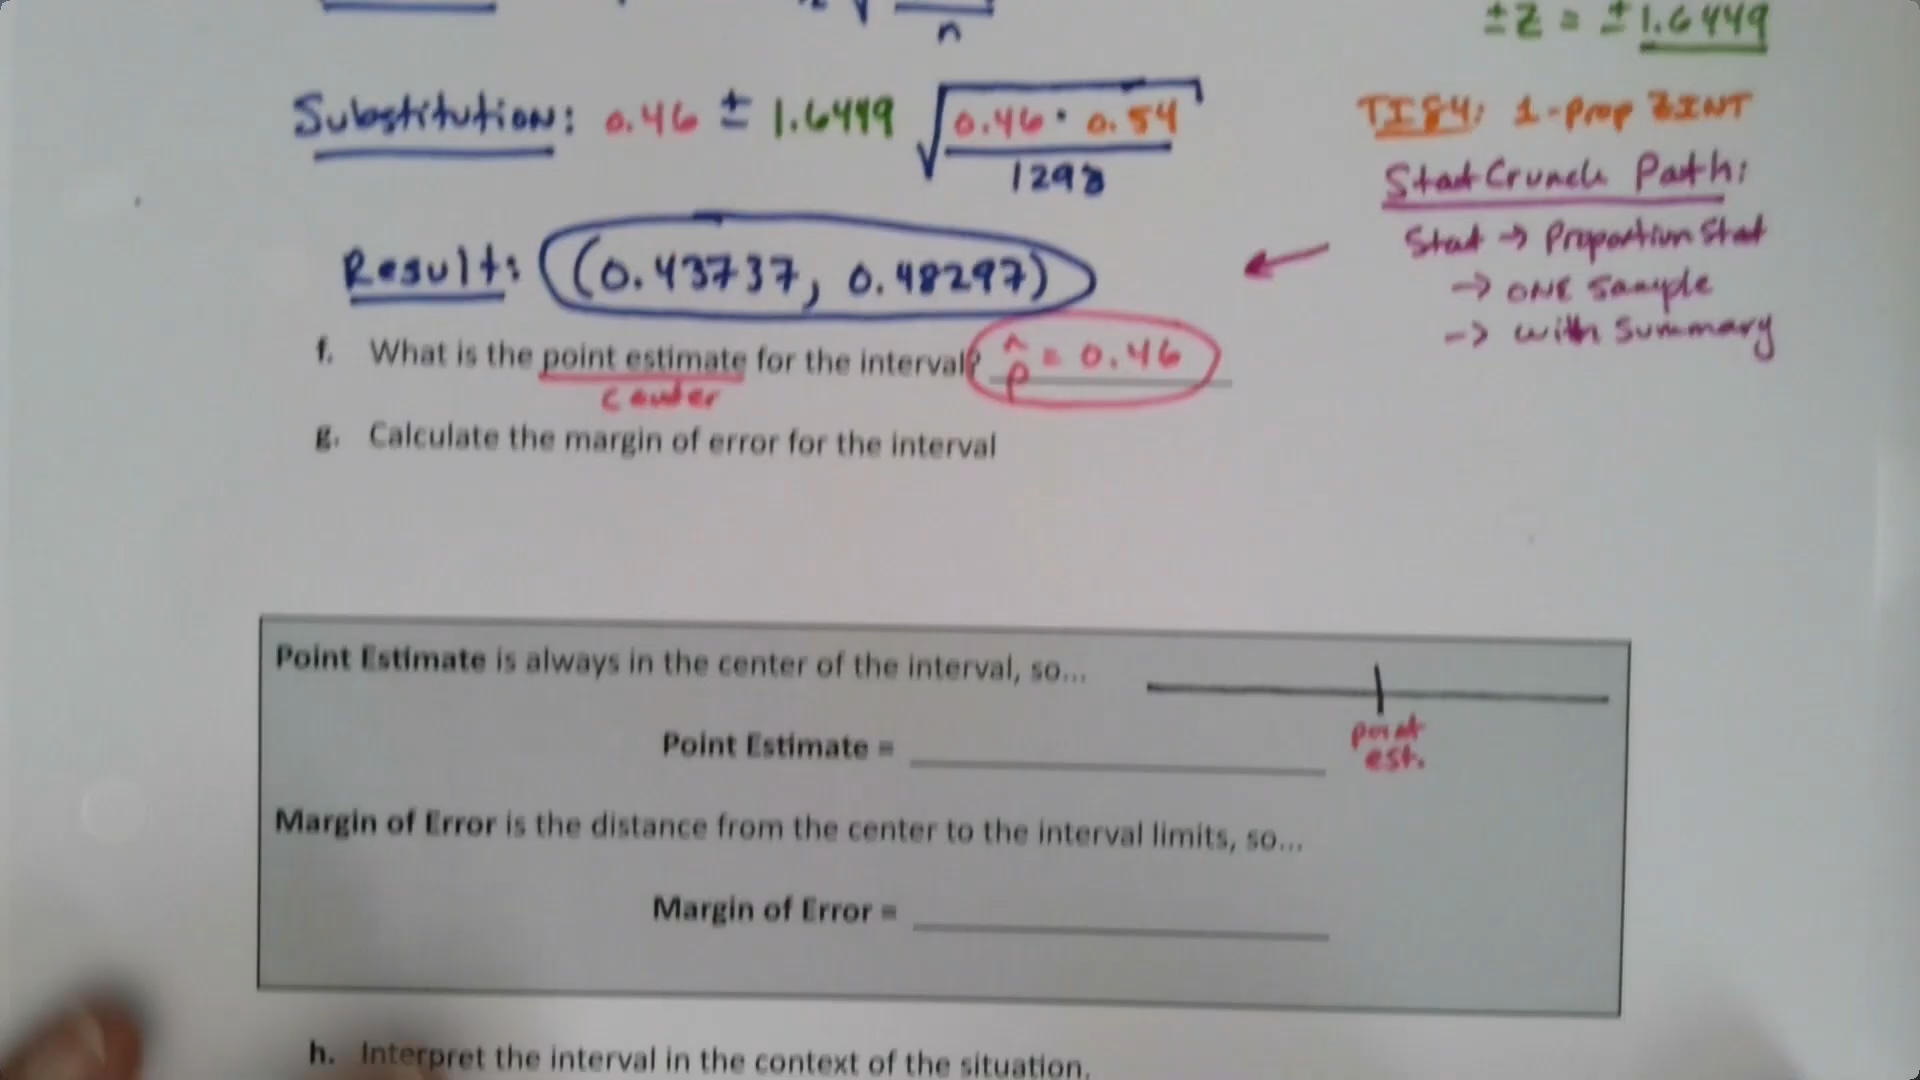 n
±Z = ±1.6449
Substitution: 0.46 ± 1.6449 √ 0.46 · 0.54
1298
TI84: 1-Prop ZINT
StatCrunch Path:
Stat → Proportion Stat
→ ONE Sample
→ with Summary
Result: (0.43737, 0.48297)
f. What is the point estimate for the interval? p̂ = 0.46
center
g. Calculate the margin of error for the interval
Point Estimate is always in the center of the interval, so...
Point Estimate =
point
est.
Margin of Error is the distance from the center to the interval limits, so...
Margin of Error =
h. Interpret the interval in the context of the situation.